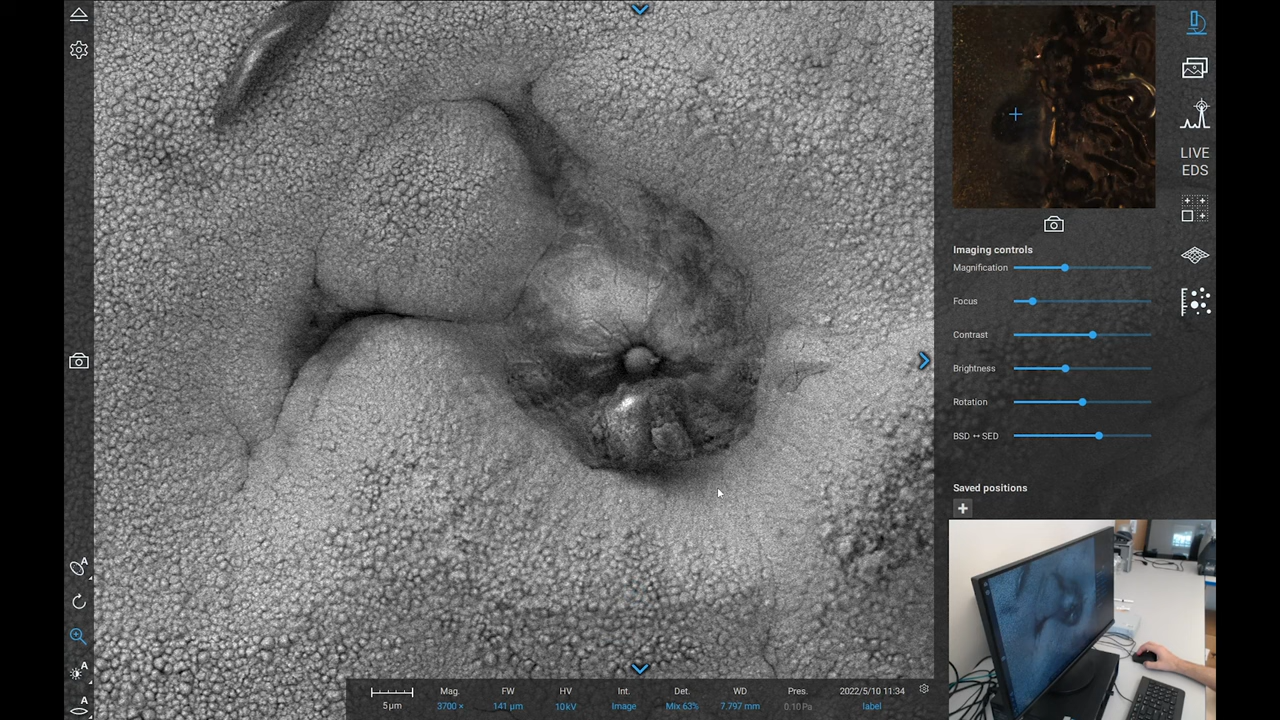 LIVE
EDS
Imaging controls
Magnification
Focus
Contrast
Brightness
Rotation
BSD ↔ SED
Saved positions
A
A
A
5 µm
Mag.
3700 ×
FW
141 µm
HV
10 kV
Int.
Image
Det.
Mix 63%
WD
7.797 mm
Pres.
0.10 Pa
2022/5/10 11:34
label